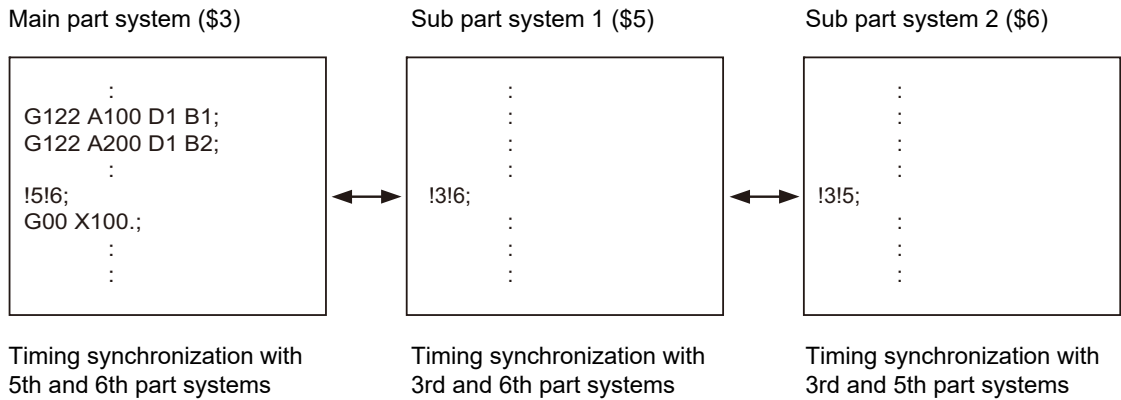 Main part system ($3)
Sub part system 1 ($5)
Sub part system 2 ($6)
:
G122 A100 D1 B1;
G122 A200 D1 B2;
:
!5!6;
G00 X100.;
:
:
:
:
:
:
!3!6;
:
:
:
:
:
:
:
!3!5;
:
:
:
Timing synchronization with
5th and 6th part systems
Timing synchronization with
3rd and 6th part systems
Timing synchronization with
3rd and 5th part systems